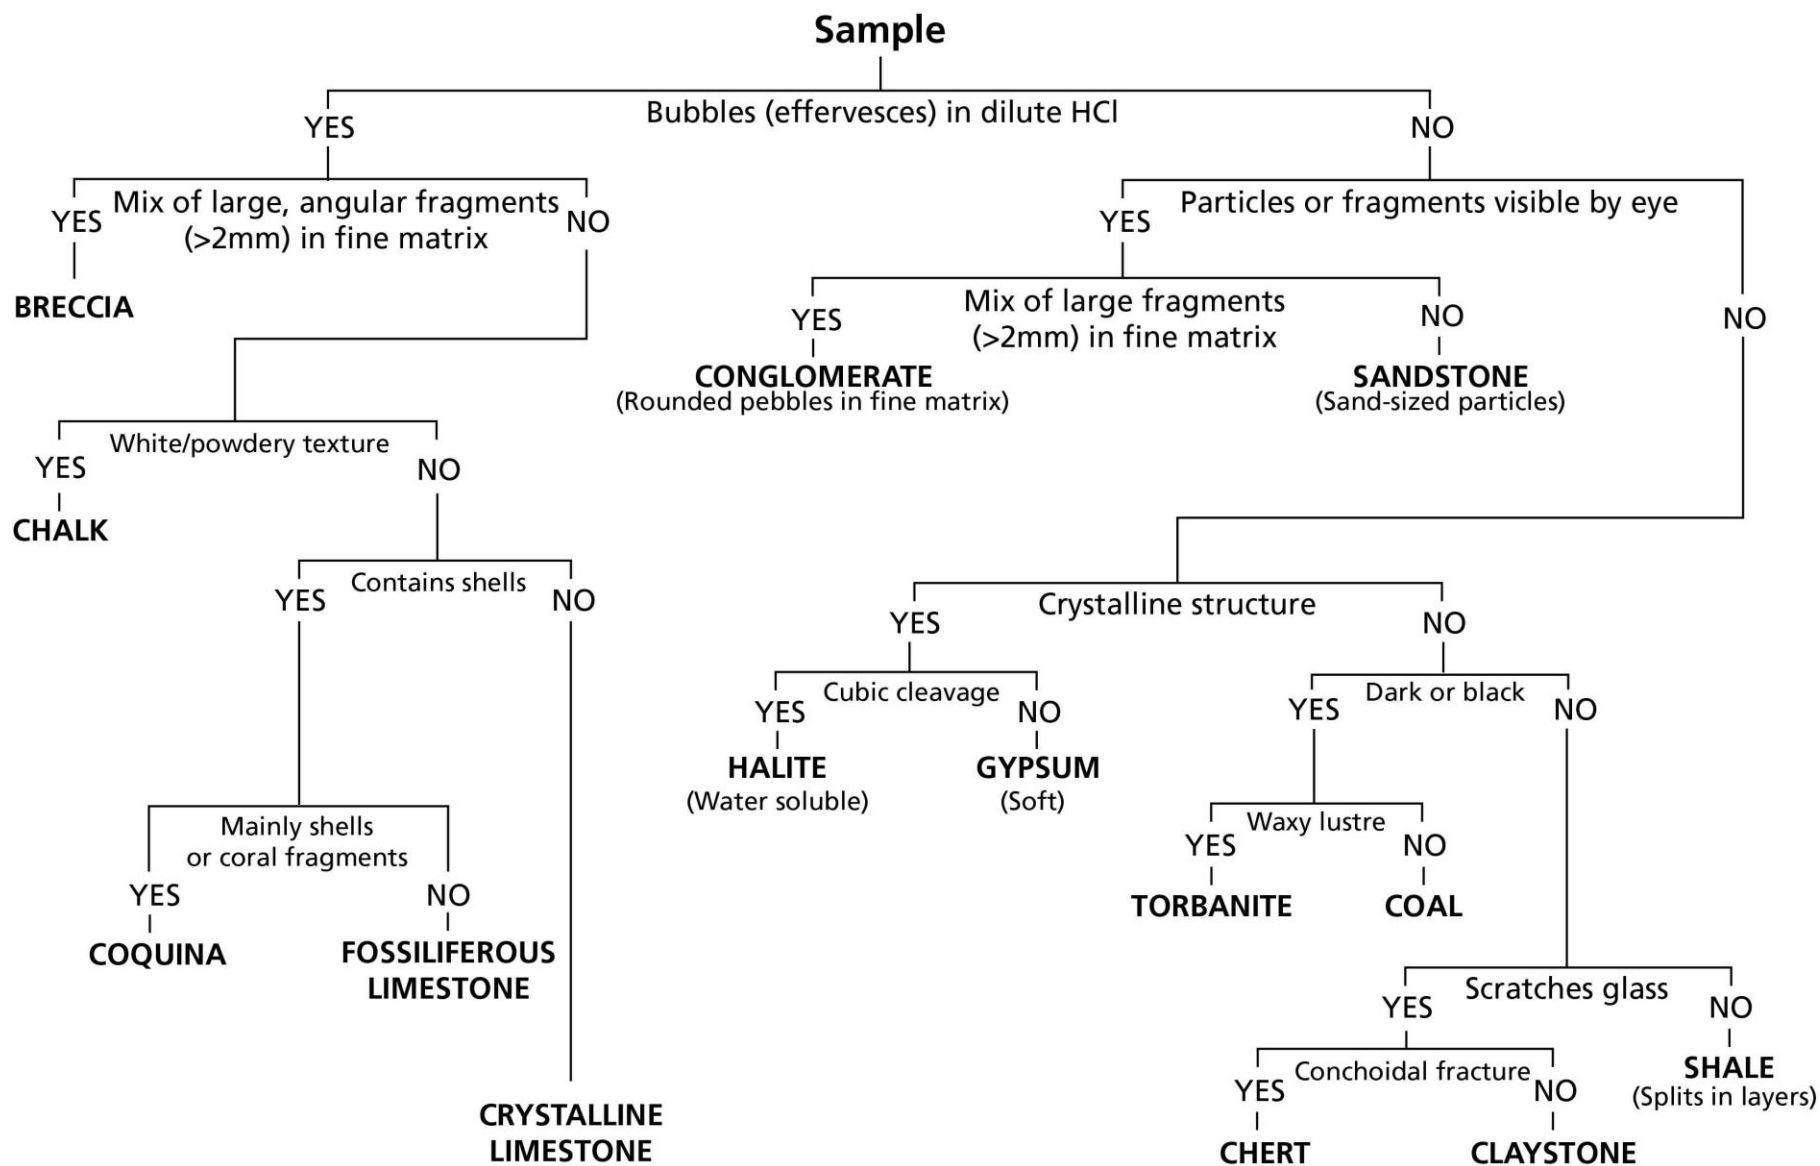 Sample
Bubbles (effervesces) in dilute HCl
YES
NO
Mix of large, angular fragments
(>2mm) in fine matrix
YES
NO
BRECCIA
Particles or fragments visible by eye
YES
NO
Mix of large fragments
(>2mm) in fine matrix
YES
NO
CONGLOMERATE
(Rounded pebbles in fine matrix)
SANDSTONE
(Sand-sized particles)
White/powdery texture
YES
NO
CHALK
Contains shells
YES
NO
Mainly shells
or coral fragments
YES
NO
COQUINA
FOSSILIFEROUS
LIMESTONE
CRYSTALLINE
LIMESTONE
Crystalline structure
YES
NO
Cubic cleavage
YES
NO
HALITE
(Water soluble)
GYPSUM
(Soft)
Dark or black
YES
NO
Waxy lustre
YES
NO
TORBANITE
COAL
Scratches glass
YES
NO
SHALE
(Splits in layers)
Conchoidal fracture
YES
NO
CHERT
CLAYSTONE